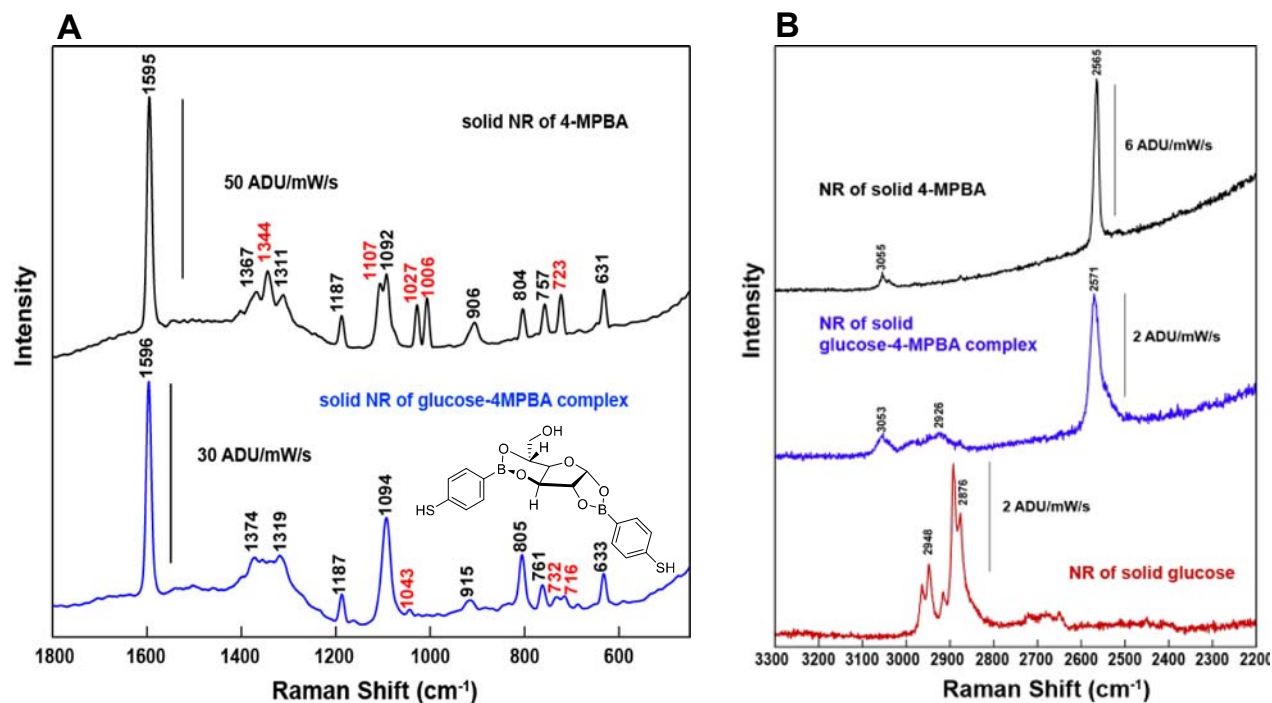 A
1595
solid NR of 4-MPBA
50 ADU/mW/s
1367
1344
1311
1187
1107
1092
1027
1006
906
804
757
723
631
1596
solid NR of glucose-4MPBA complex
30 ADU/mW/s
1374
1319
1187
1094
1043
915
805
761
732
716
633
OH
O
H
O
O
B
O
O
H
O
B
HS
SH
Intensity
1800 1600 1400 1200 1000 800 600
Raman Shift (cm-1)
B
2565
6 ADU/mW/s
NR of solid 4-MPBA
3055
2571
NR of solid
glucose-4-MPBA complex
2 ADU/mW/s
3053
2926
2876
2 ADU/mW/s
2948
NR of solid glucose
Intensity
3300 3200 3100 3000 2900 2800 2700 2600 2500 2400 2300 2200
Raman Shift (cm-1)